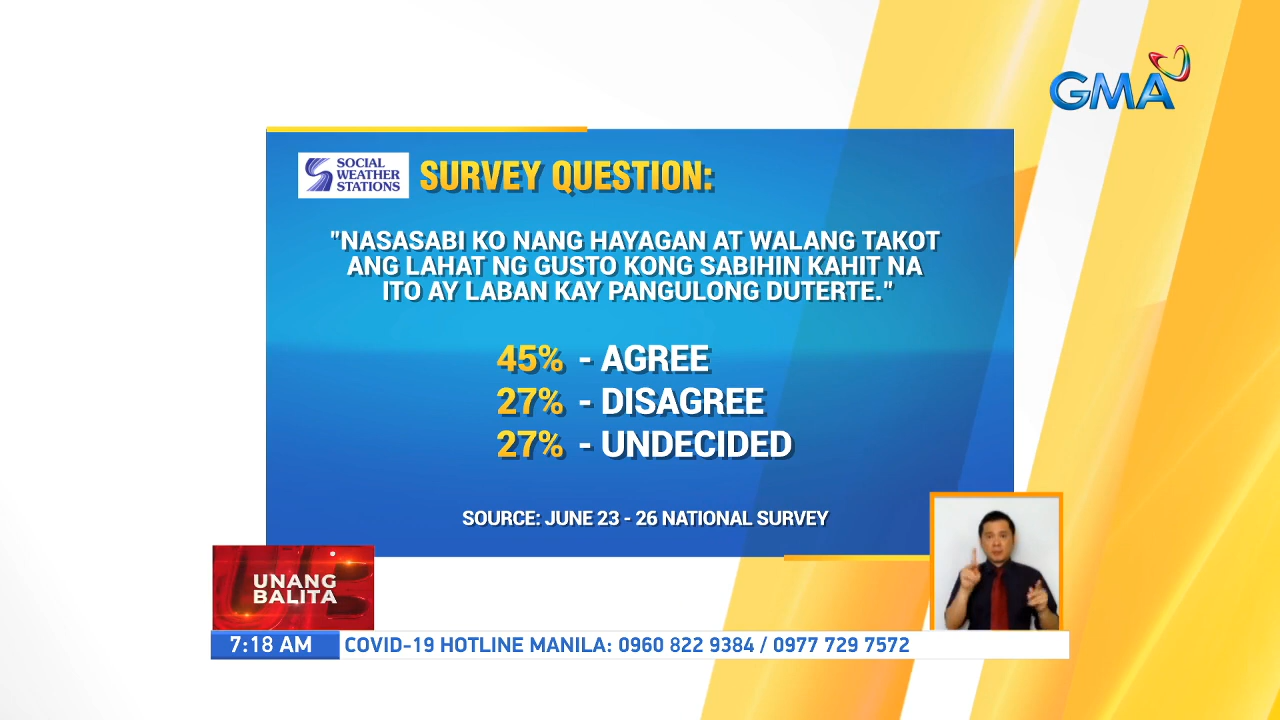 GMA
SOCIAL
WEATHER
STATIONS
SURVEY QUESTION:
"NASASABI KO NANG HAYAGAN AT WALANG TAKOT
ANG LAHAT NG GUSTO KONG SABIHIN KAHIT NA
ITO AY LABAN KAY PANGULONG DUTERTE."
45% - AGREE
27% - DISAGREE
27% - UNDECIDED
SOURCE: JUNE 23 - 26 NATIONAL SURVEY
UNANG
BALITA
7:18 AM
COVID-19 HOTLINE MANILA: 0960 822 9384 / 0977 729 7572